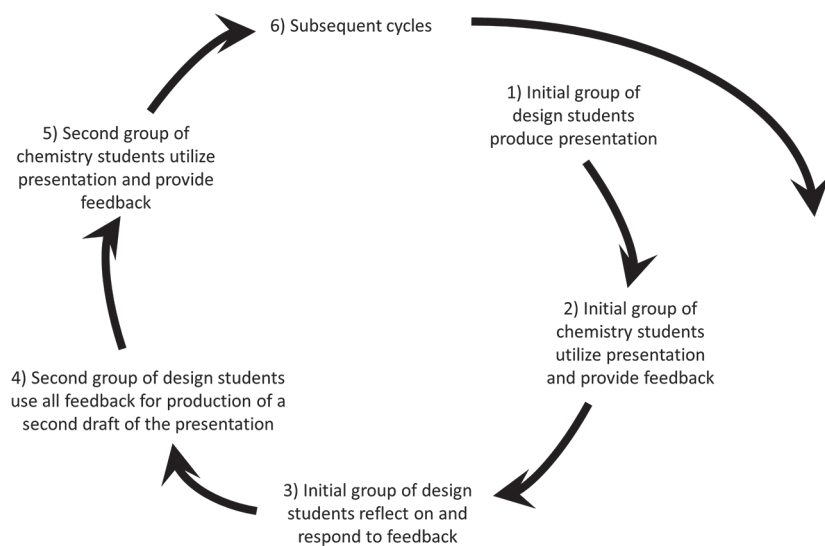 6) Subsequent cycles
1) Initial group of
design students
produce presentation
2) Initial group of
chemistry students
utilize presentation
and provide feedback
3) Initial group of design
students reflect on and
respond to feedback
4) Second group of design students
use all feedback for production of a
second draft of the presentation
5) Second group of
chemistry students utilize
presentation and provide
feedback